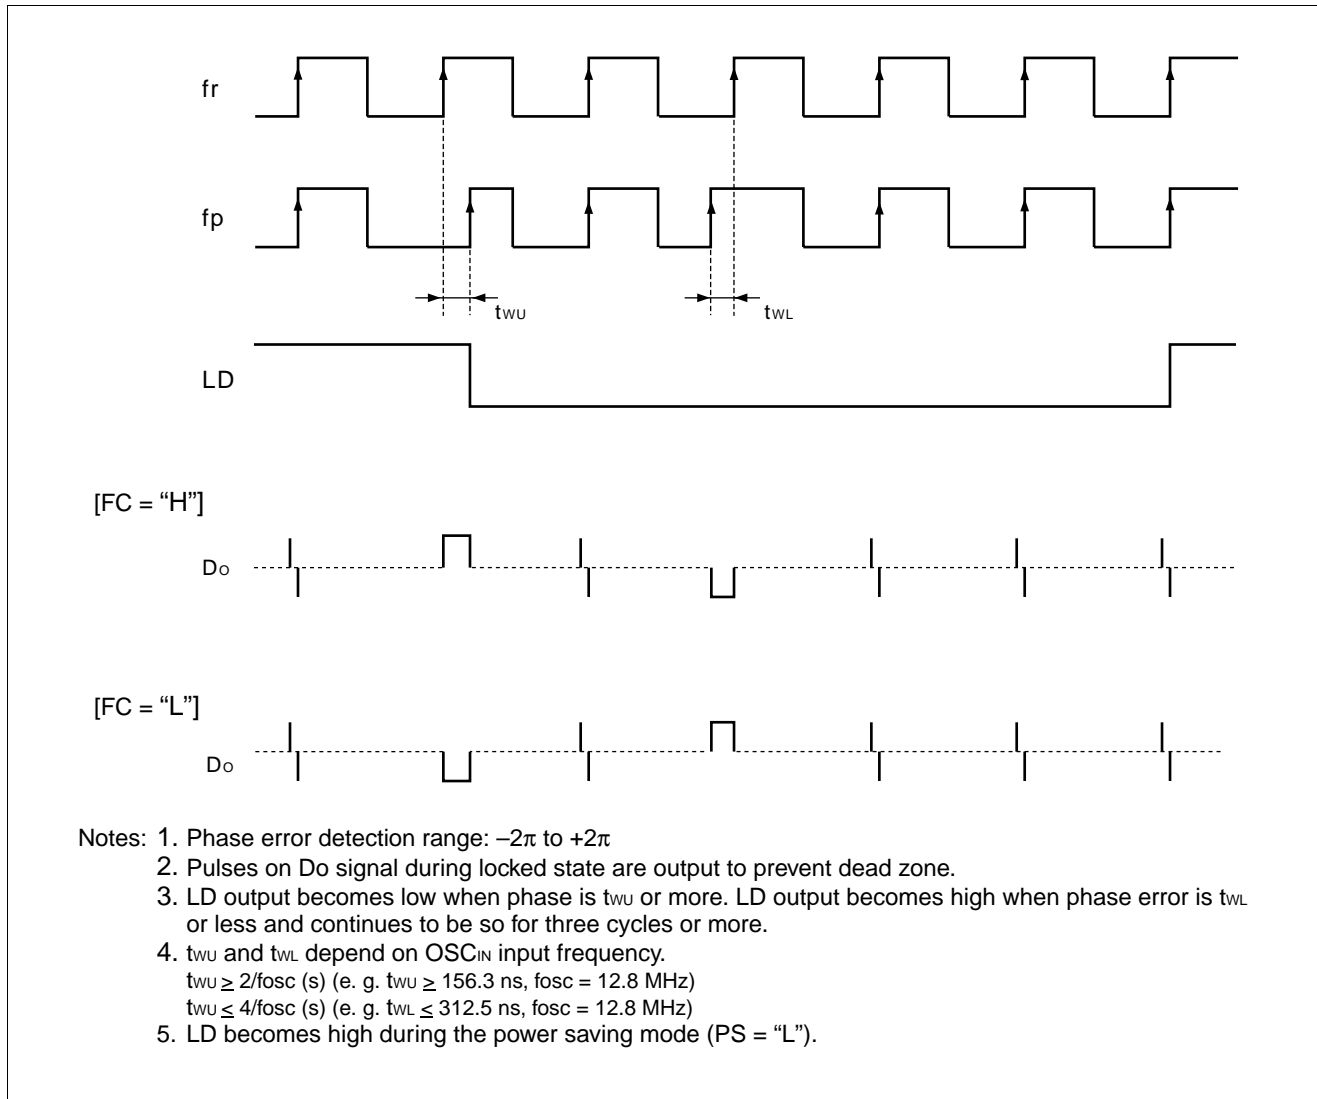 fr
fp
tWU
tWL
LD
[FC = “H”]
DO
[FC = “L”]
DO
Notes: 1. Phase error detection range: –2π to +2π
2. Pulses on Do signal during locked state are output to prevent dead zone.
3. LD output becomes low when phase is tWU or more. LD output becomes high when phase error is tWL
or less and continues to be so for three cycles or more.
4. tWU and tWL depend on OSCIN input frequency.
tWU ≥ 2/fosc (s) (e. g. tWU ≥ 156.3 ns, fosc = 12.8 MHz)
tWU ≤ 4/fosc (s) (e. g. tWL ≤ 312.5 ns, fosc = 12.8 MHz)
5. LD becomes high during the power saving mode (PS = “L”).